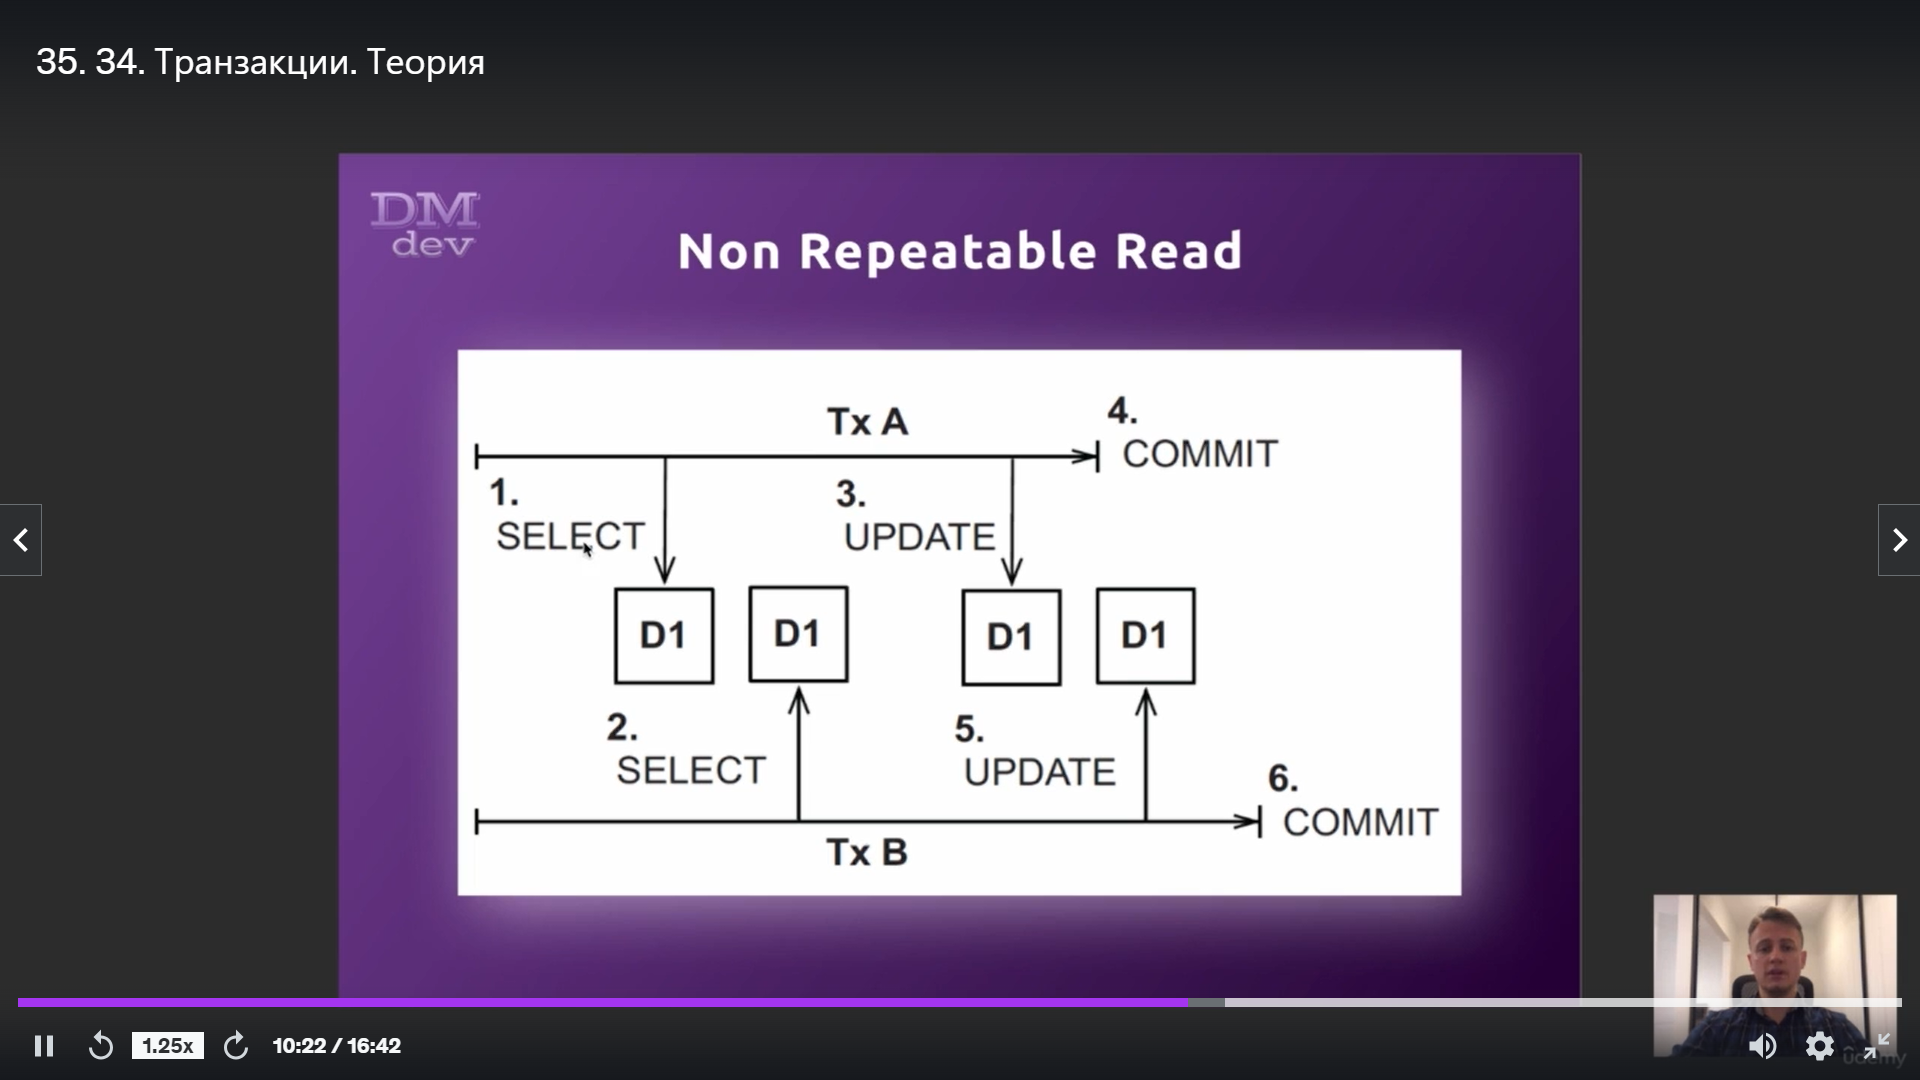 35. 34. Транзакции. Теория
DM
dev
Non Repeatable Read
Tx A
4.
COMMIT
1.
SELECT
3.
UPDATE
D1
D1
D1
D1
2.
SELECT
5.
UPDATE
6.
COMMIT
Tx B
1.25x
10:22 / 16:42
ûdemy